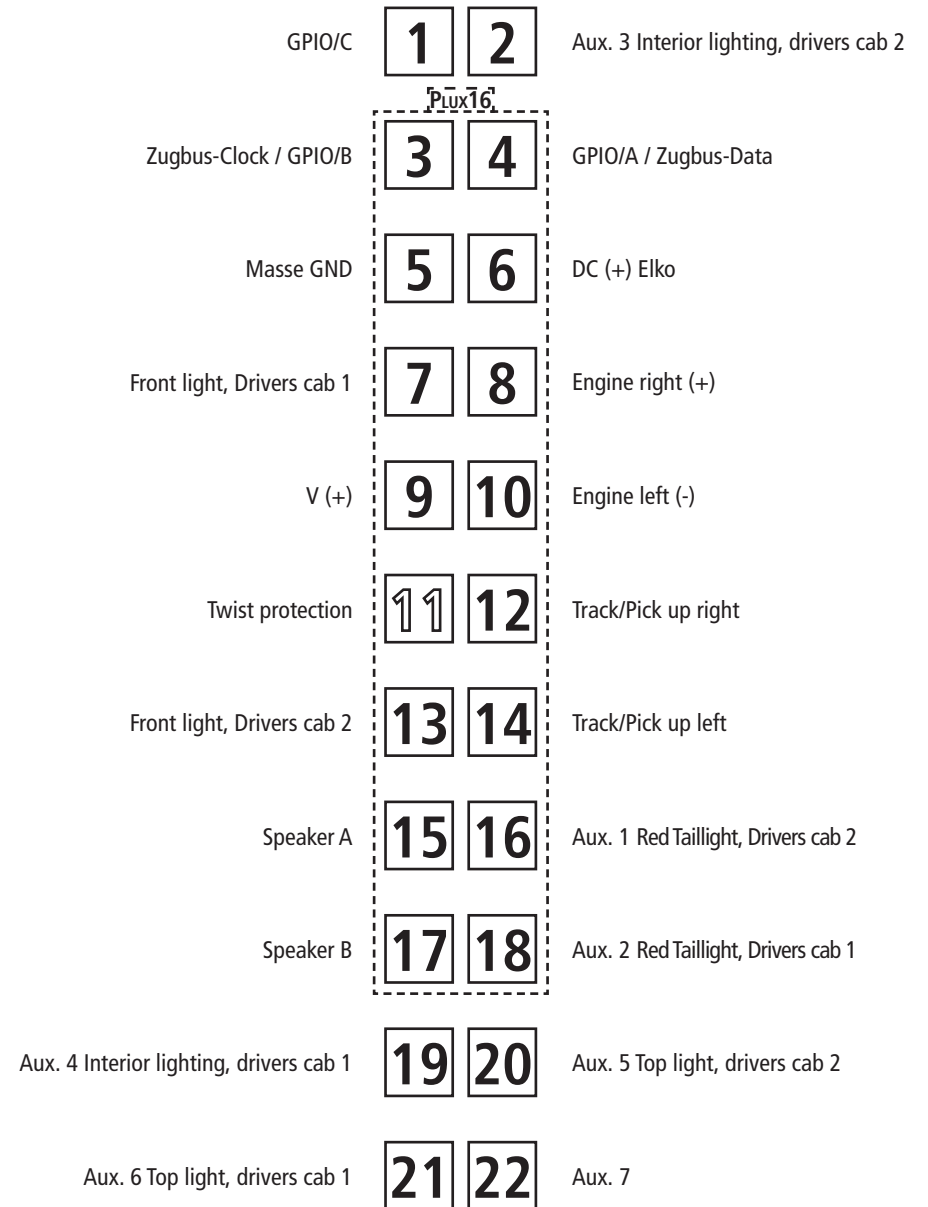 GPIO/C 1 2 Aux. 3 Interior lighting, drivers cab 2
PLUX16
Zugbus-Clock / GPIO/B 3 4 GPIO/A / Zugbus-Data
Masse GND 5 6 DC (+) Elko
Front light, Drivers cab 1 7 8 Engine right (+)
V (+) 9 10 Engine left (-)
Twist protection 11 12 Track/Pick up right
Front light, Drivers cab 2 13 14 Track/Pick up left
Speaker A 15 16 Aux. 1 Red Taillight, Drivers cab 2
Speaker B 17 18 Aux. 2 Red Taillight, Drivers cab 1
Aux. 4 Interior lighting, drivers cab 1 19 20 Aux. 5 Top light, drivers cab 2
Aux. 6 Top light, drivers cab 1 21 22 Aux. 7